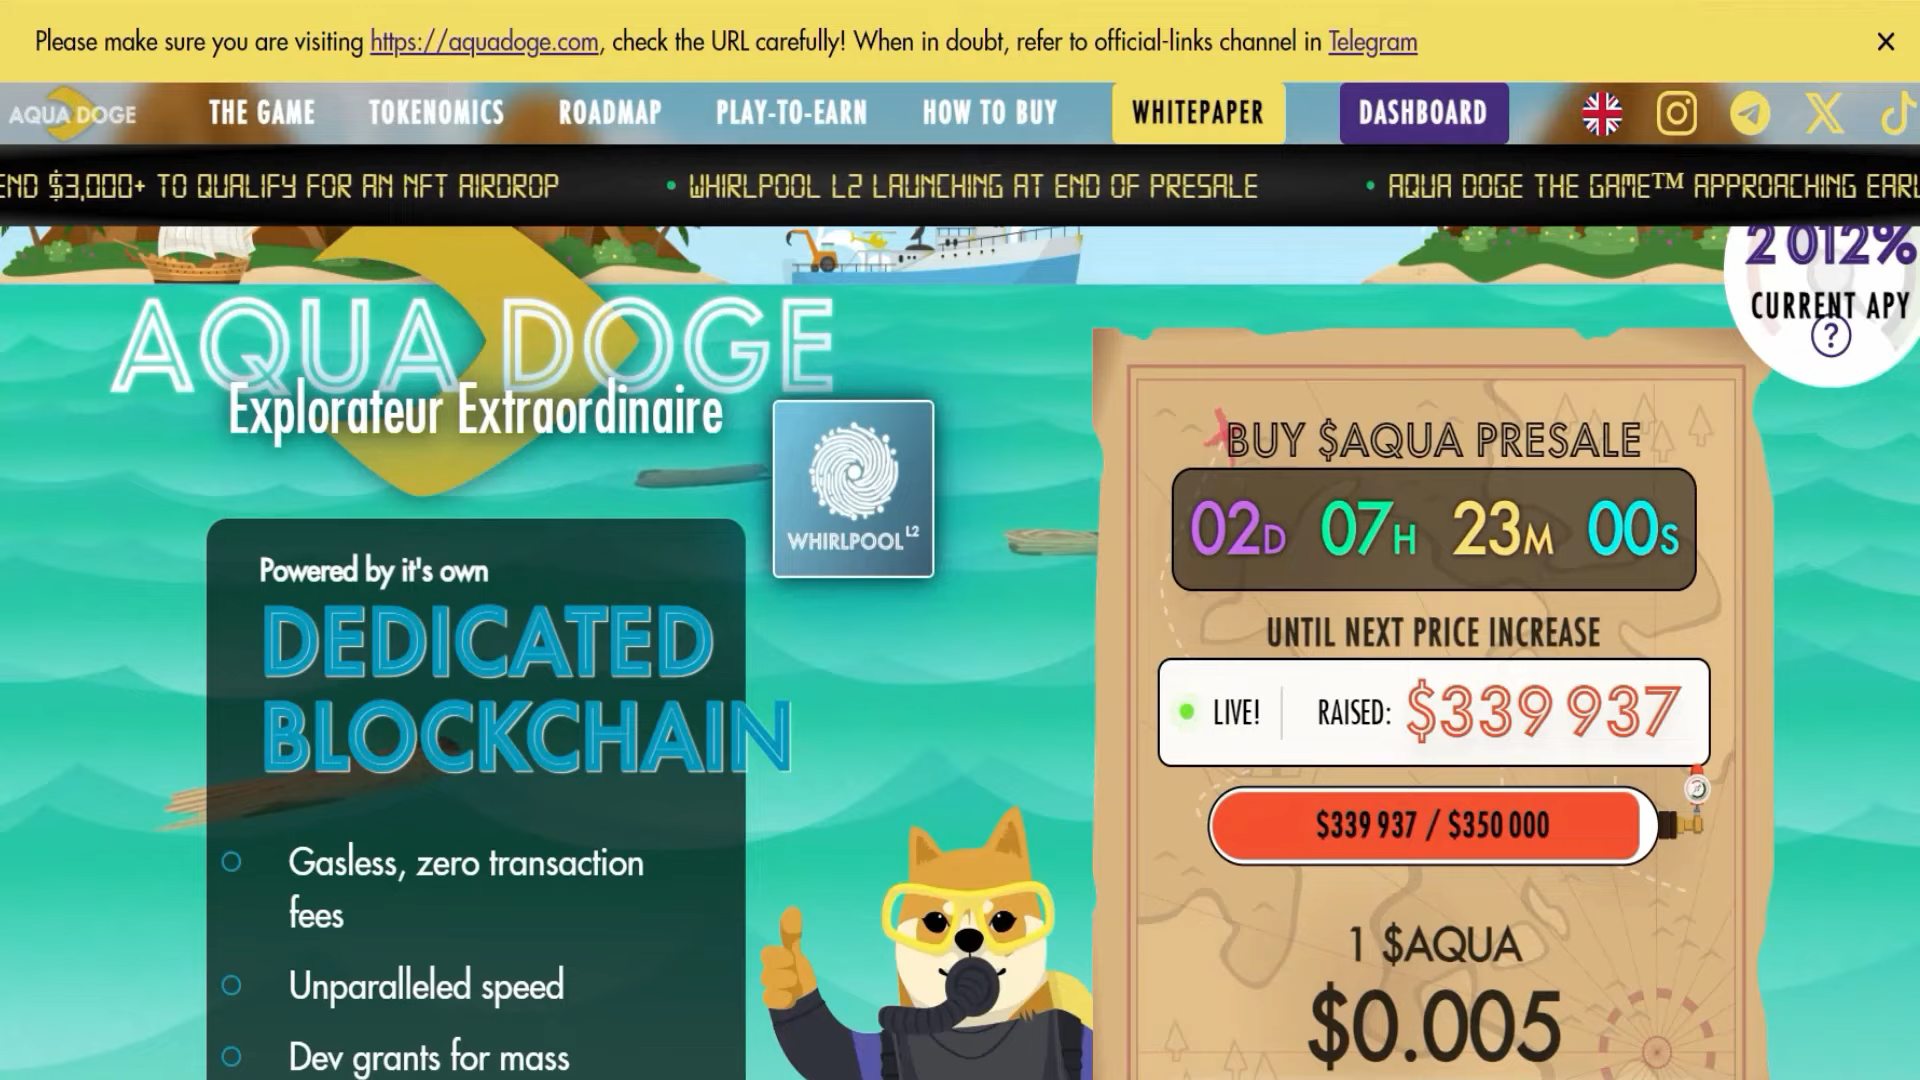 Please make sure you are visiting https://aquadoge.com, check the URL carefully! When in doubt, refer to official-links channel in Telegram
AQUA DOGE
THE GAME
TOKENOMICS
ROADMAP
PLAY-TO-EARN
HOW TO BUY
WHITEPAPER
DASHBOARD
END $3,000+ TO QUALIFY FOR AN NFT AIRDROP
• WHIRLPOOL L2 LAUNCHING AT END OF PRESALE
• AQUA DOGE THE GAME™ APPROACHING EARL
2 012%
CURRENT APY
?
AQUA DOGE
Explorateur Extraordinaire
WHIRLPOOL L2
Powered by it's own
DEDICATED
BLOCKCHAIN
Gasless, zero transaction
fees
Unparalleled speed
Dev grants for mass
BUY $AQUA PRESALE
02D 07H 23M 00S
UNTIL NEXT PRICE INCREASE
LIVE! RAISED: $339 937
$339 937 / $350 000
1 $AQUA
$0.005